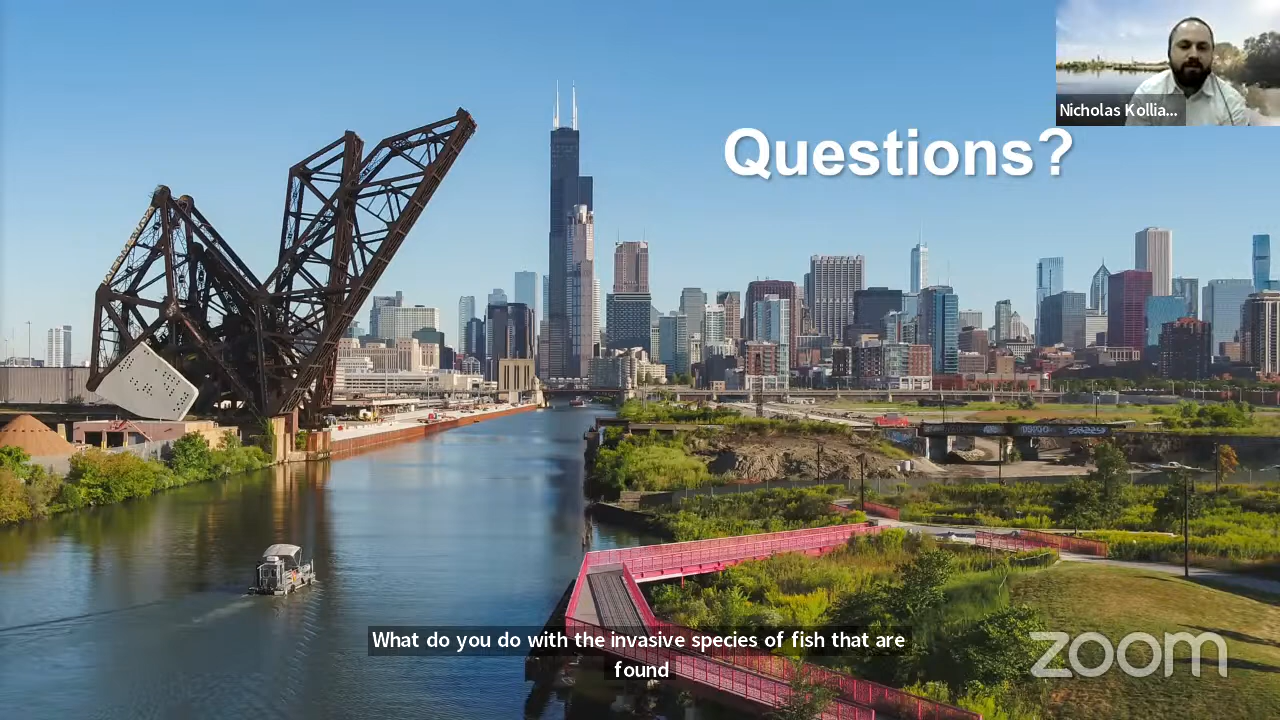 Nicholas Kollia...
Questions?
What do you do with the invasive species of fish that are
found
zoom